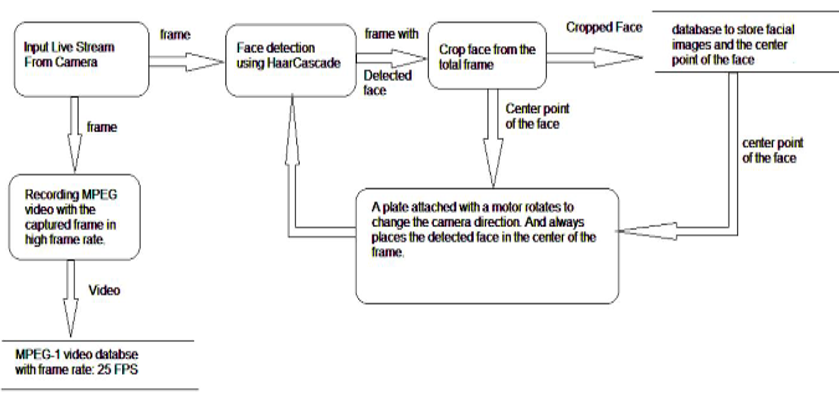 Input Live Stream
From Camera
frame
Face detection
using HaarCascade
frame with
Detected
face
Crop face from the
total frame
Cropped Face
database to store facial
images and the center
point of the face
frame
Center point
of the face
center point
of the face
Recording MPEG
video with the
captured frame in
high frame rate.
A plate attached with a motor rotates to
change the camera direction. And always
places the detected face in the center of the
frame.
Video
MPEG-1 video databse
with frame rate: 25 FPS